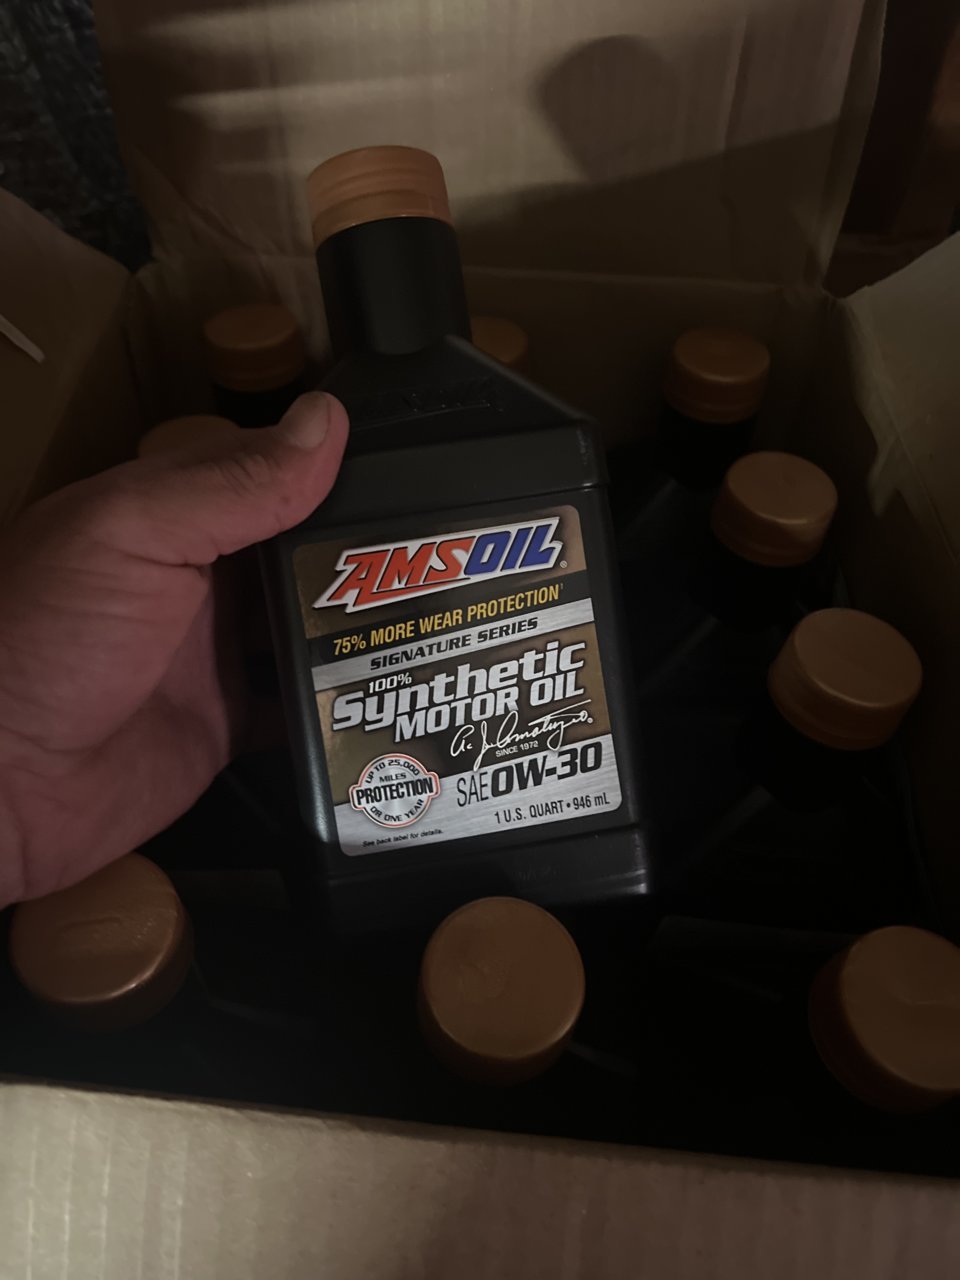 AMSOIL®
75% MORE WEAR PROTECTION¹
SIGNATURE SERIES
100%
Synthetic
MOTOR OIL
SINCE 1972
UP TO 25,000
MILES
PROTECTION
OR ONE YEAR
SAE 0W-30
1 U.S. QUART • 946 mL
See back label for details.